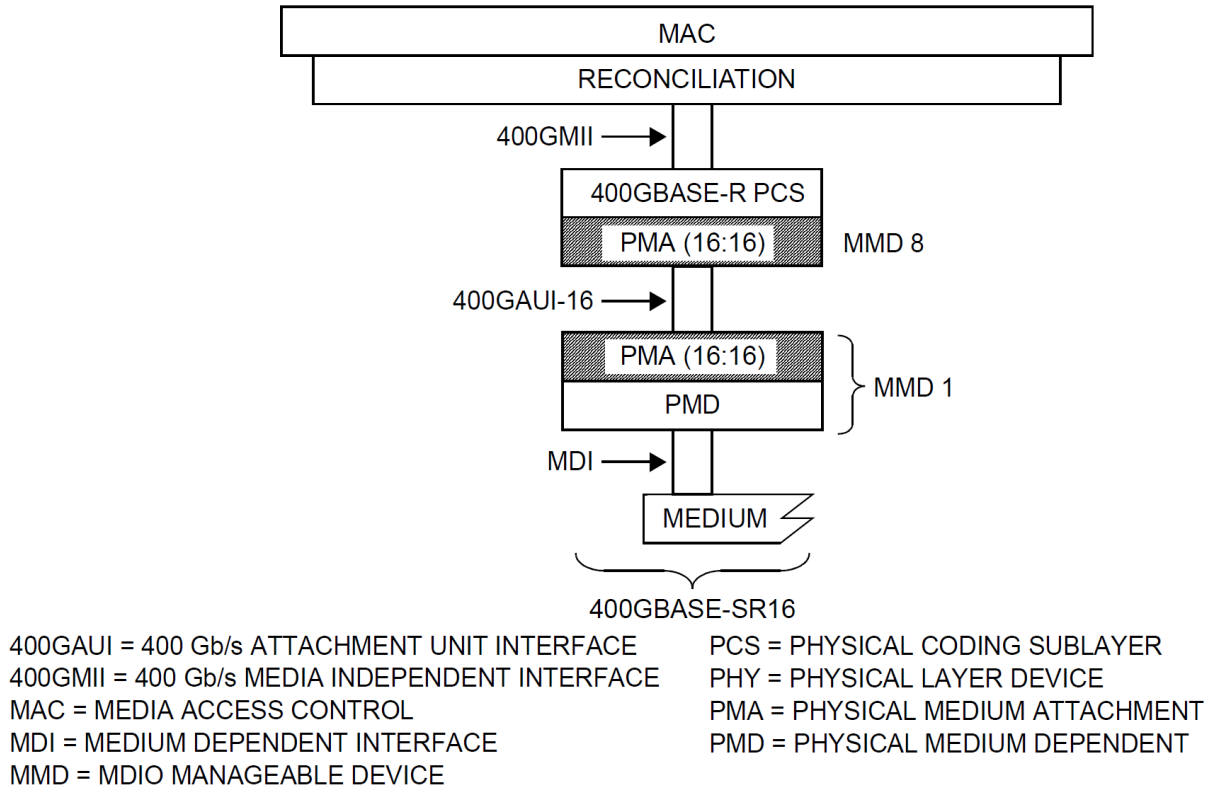 MAC
RECONCILIATION
400GMII
400GBASE-R PCS
PMA (16:16)
MMD 8
400GAUI-16
PMA (16:16)
MMD 1
PMD
MDI
MEDIUM
400GBASE-SR16
400GAUI = 400 Gb/s ATTACHMENT UNIT INTERFACE
400GMII = 400 Gb/s MEDIA INDEPENDENT INTERFACE
MAC = MEDIA ACCESS CONTROL
MDI = MEDIUM DEPENDENT INTERFACE
MMD = MDIO MANAGEABLE DEVICE
PCS = PHYSICAL CODING SUBLAYER
PHY = PHYSICAL LAYER DEVICE
PMA = PHYSICAL MEDIUM ATTACHMENT
PMD = PHYSICAL MEDIUM DEPENDENT